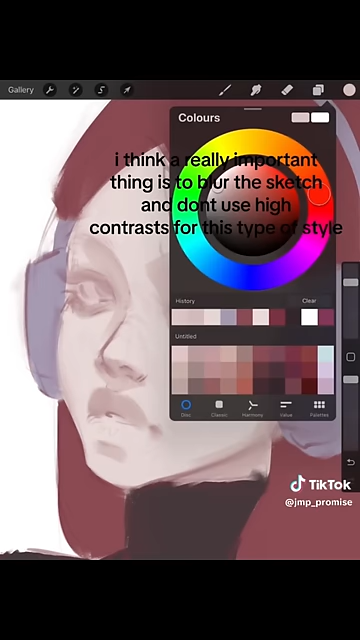 Gallery
Colours
i think a really important
thing is to blur the sketch
and dont use high
contrasts for this type of style
History
Clear
Untitled
Disc
Classic
Harmony
Value
Palettes
TikTok
@jmp_promise